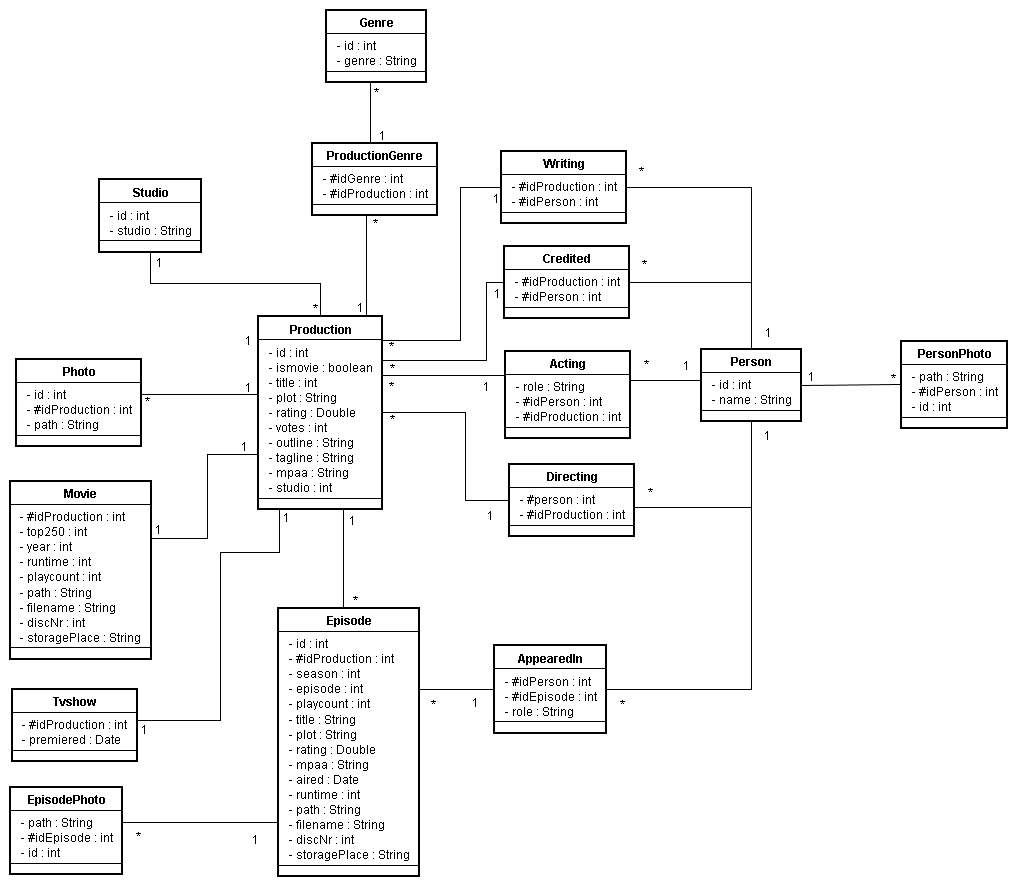 Genre
- id : int
- genre : String
*
1
ProductionGenre
- #idGenre : int
- #idProduction : int
*
1
Studio
- id : int
- studio : String
1
*
Writing
- #idProduction : int
- #idPerson : int
*
1
Credited
- #idProduction : int
- #idPerson : int
*
1
Production
- id : int
- ismovie : boolean
- title : int
- plot : String
- rating : Double
- votes : int
- outline : String
- tagline : String
- mpaa : String
- studio : int
1
*
*
*
*
1
1
1
1
Photo
- id : int
- #idProduction : int
- path : String
*
Acting
- role : String
- #idPerson : int
- #idProduction : int
*
1
1
Person
- id : int
- name : String
1
1
1
PersonPhoto
- path : String
- #idPerson : int
- id : int
*
Directing
- #person : int
- #idProduction : int
*
1
Movie
- #idProduction : int
- top250 : int
- year : int
- runtime : int
- playcount : int
- path : String
- filename : String
- discNr : int
- storagePlace : String
1
Episode
- id : int
- #idProduction : int
- season : int
- episode : int
- playcount : int
- title : String
- plot : String
- rating : Double
- mpaa : String
- aired : Date
- runtime : int
- path : String
- filename : String
- discNr : int
- storagePlace : String
*
*
1
AppearedIn
- #idPerson : int
- #idEpisode : int
- role : String
1
*
Tvshow
- #idProduction : int
- premiered : Date
1
EpisodePhoto
- path : String
- #idEpisode : int
- id : int
*